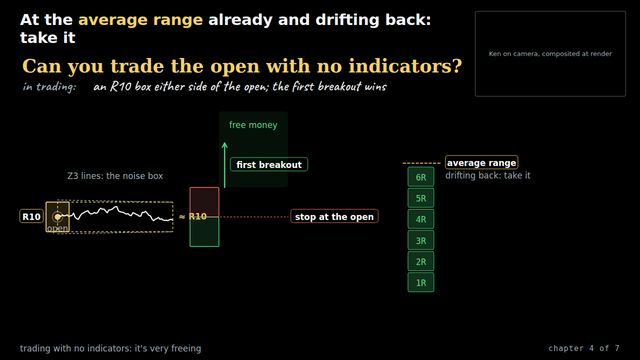 At the average range already and drifting back:
take it
Ken on camera, composited at render
Can you trade the open with no indicators?
in trading: an R10 box either side of the open; the first breakout wins
free money
first breakout
average range
drifting back: take it
Z3 lines: the noise box
6R
5R
R10
open
≈ R10
stop at the open
4R
3R
2R
1R
trading with no indicators: it's very freeing
chapter 4 of 7